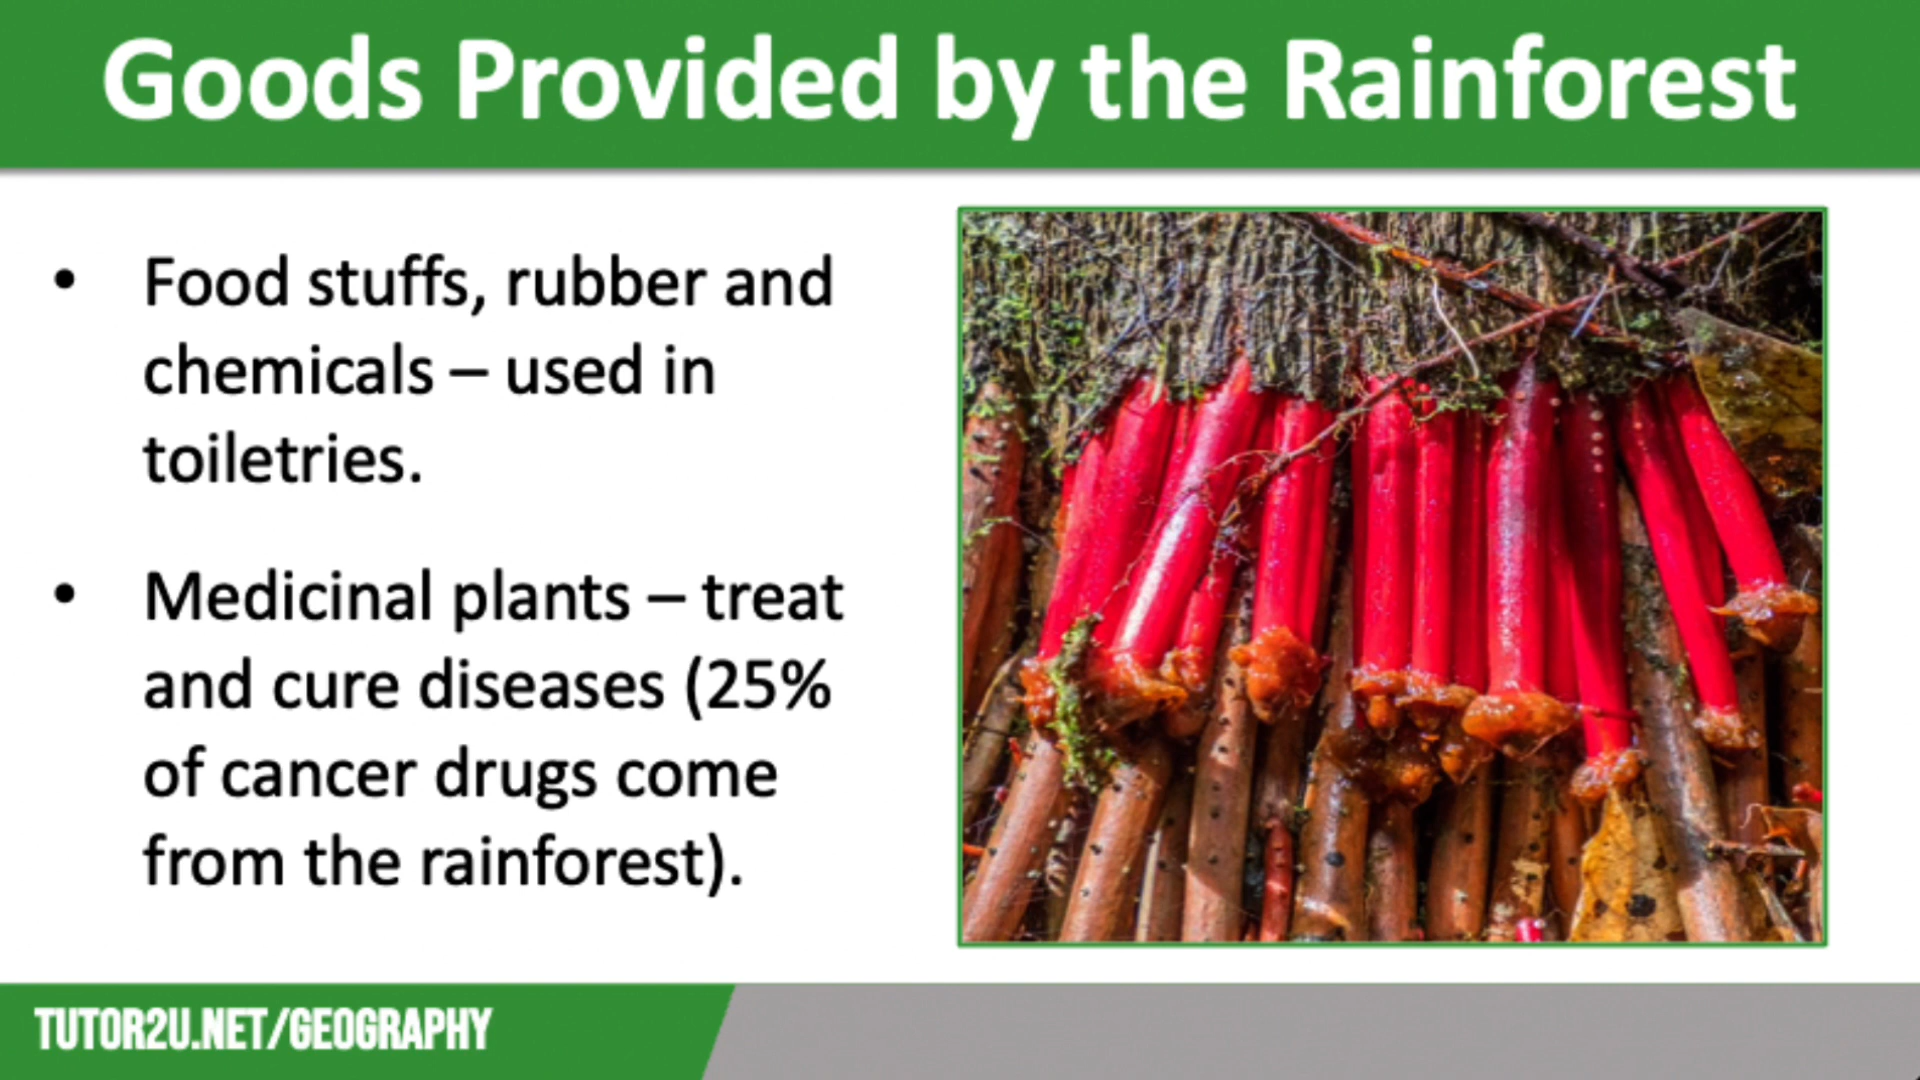 Goods Provided by the Rainforest
• Food stuffs, rubber and
chemicals – used in
toiletries.
• Medicinal plants – treat
and cure diseases (25%
of cancer drugs come
from the rainforest).
TUTOR2U.NET/GEOGRAPHY